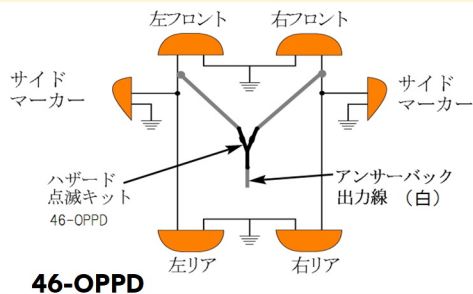 左フロント
右フロント
サイド
マーカー
サイド
マーカー
ハザード
点滅キット
46-OPPD
アンサーバック
出力線 （白）
左リア
右リア
46-OPPD